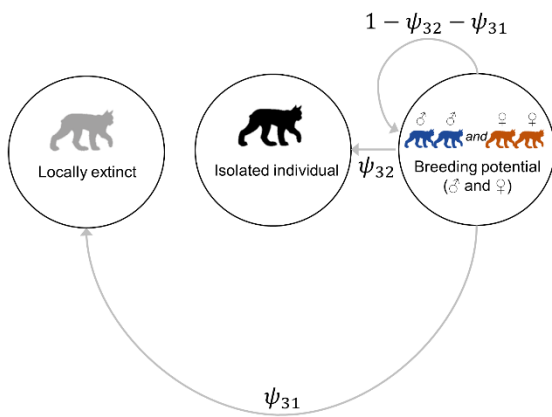 1 − ψ32 − ψ31
♂ ♂ ♀ ♀
and
Locally extinct
Isolated individual
ψ32
Breeding potential
(♂ and ♀)
ψ31